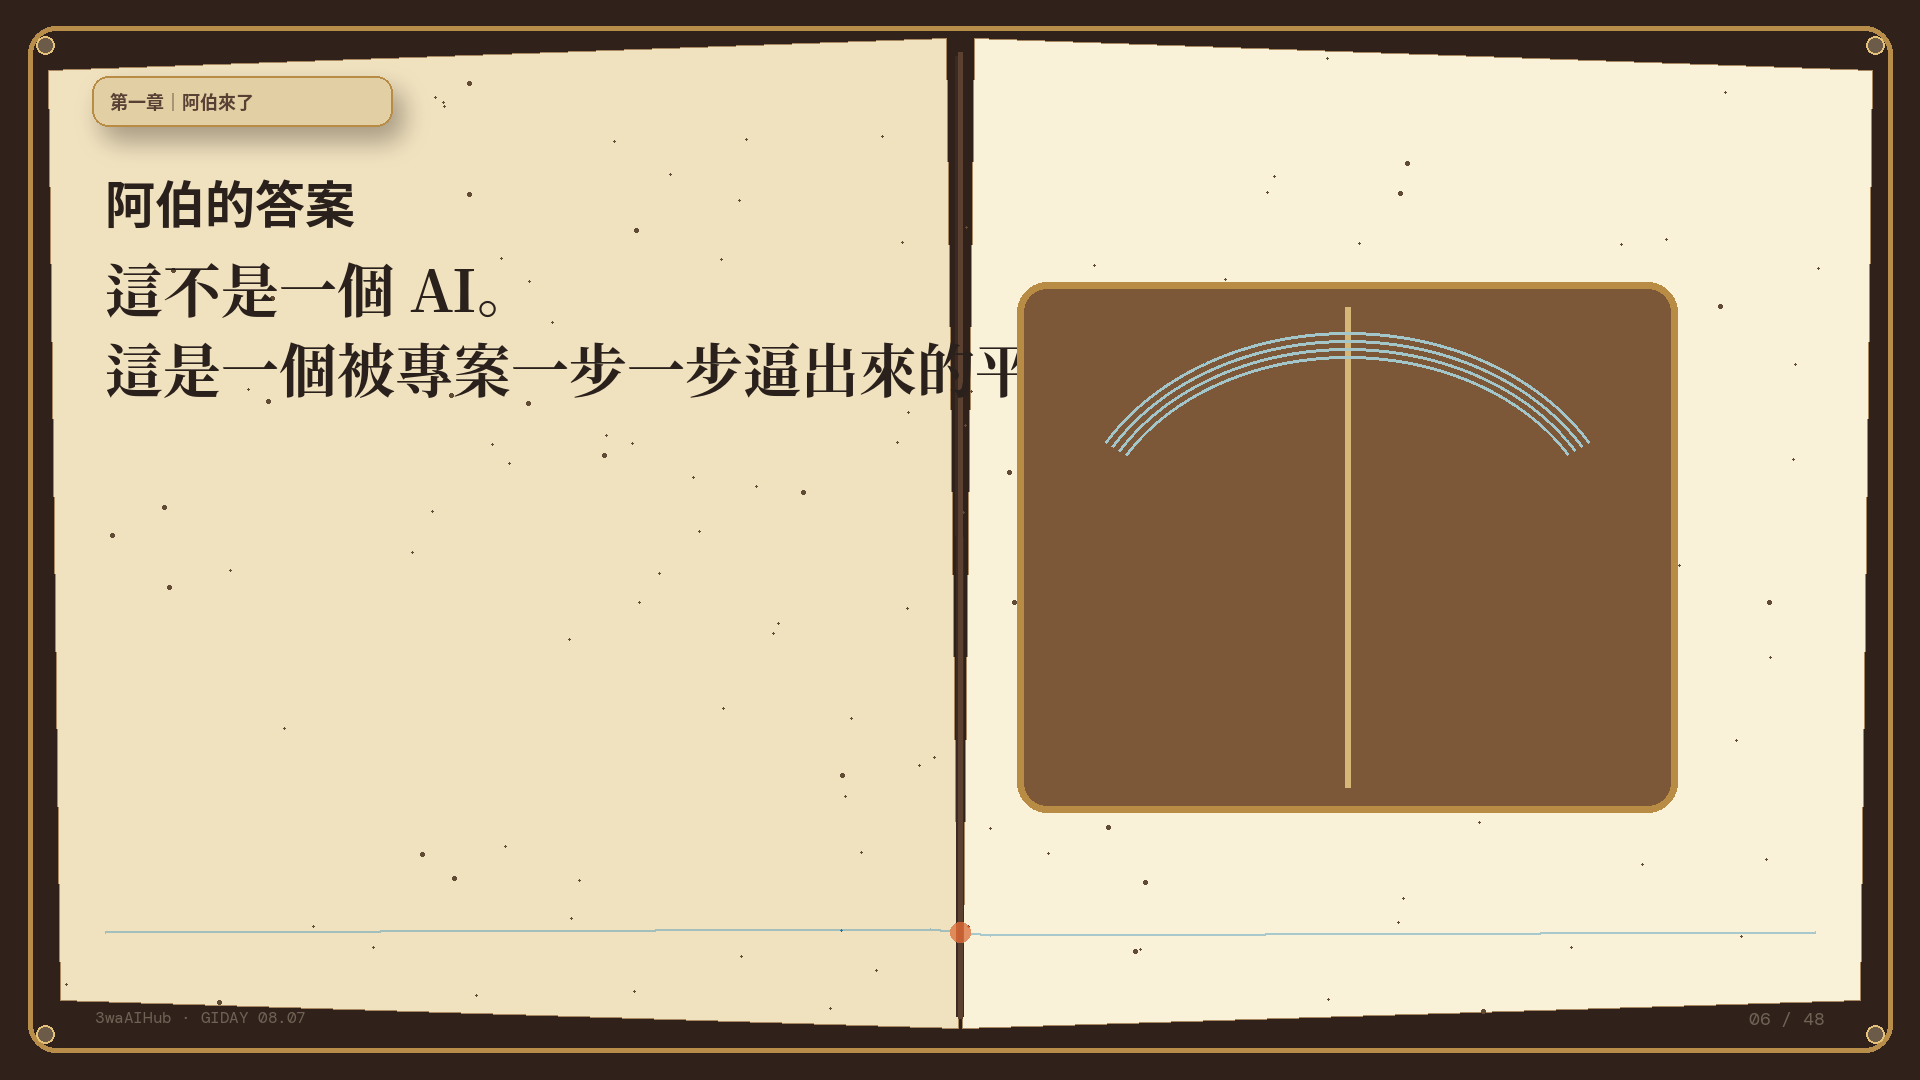 第一章｜阿伯來了
阿伯的答案
這不是一個 AI。
這是一個被專案一步一步逼出來的平
3waAIHub · GIDAY 08.07
06 / 48